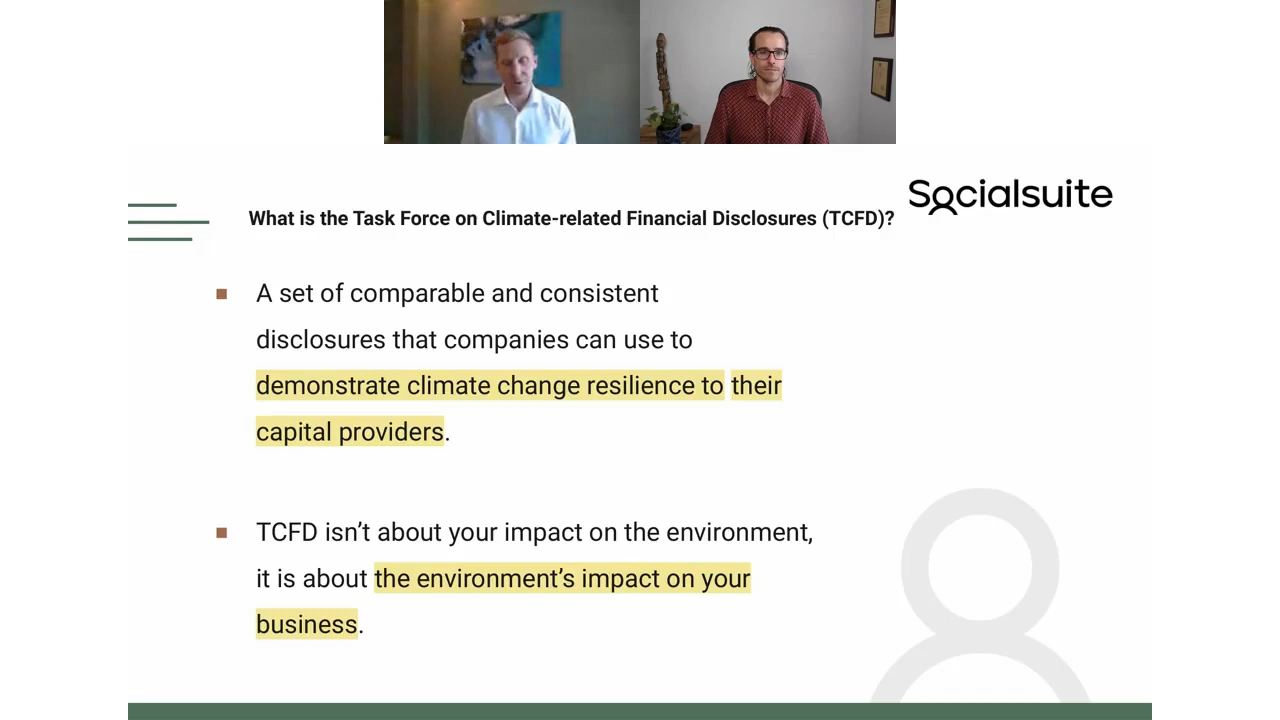 Socialsuite
What is the Task Force on Climate-related Financial Disclosures (TCFD)?
A set of comparable and consistent
disclosures that companies can use to
demonstrate climate change resilience to their
capital providers.
TCFD isn’t about your impact on the environment,
it is about the environment’s impact on your
business.